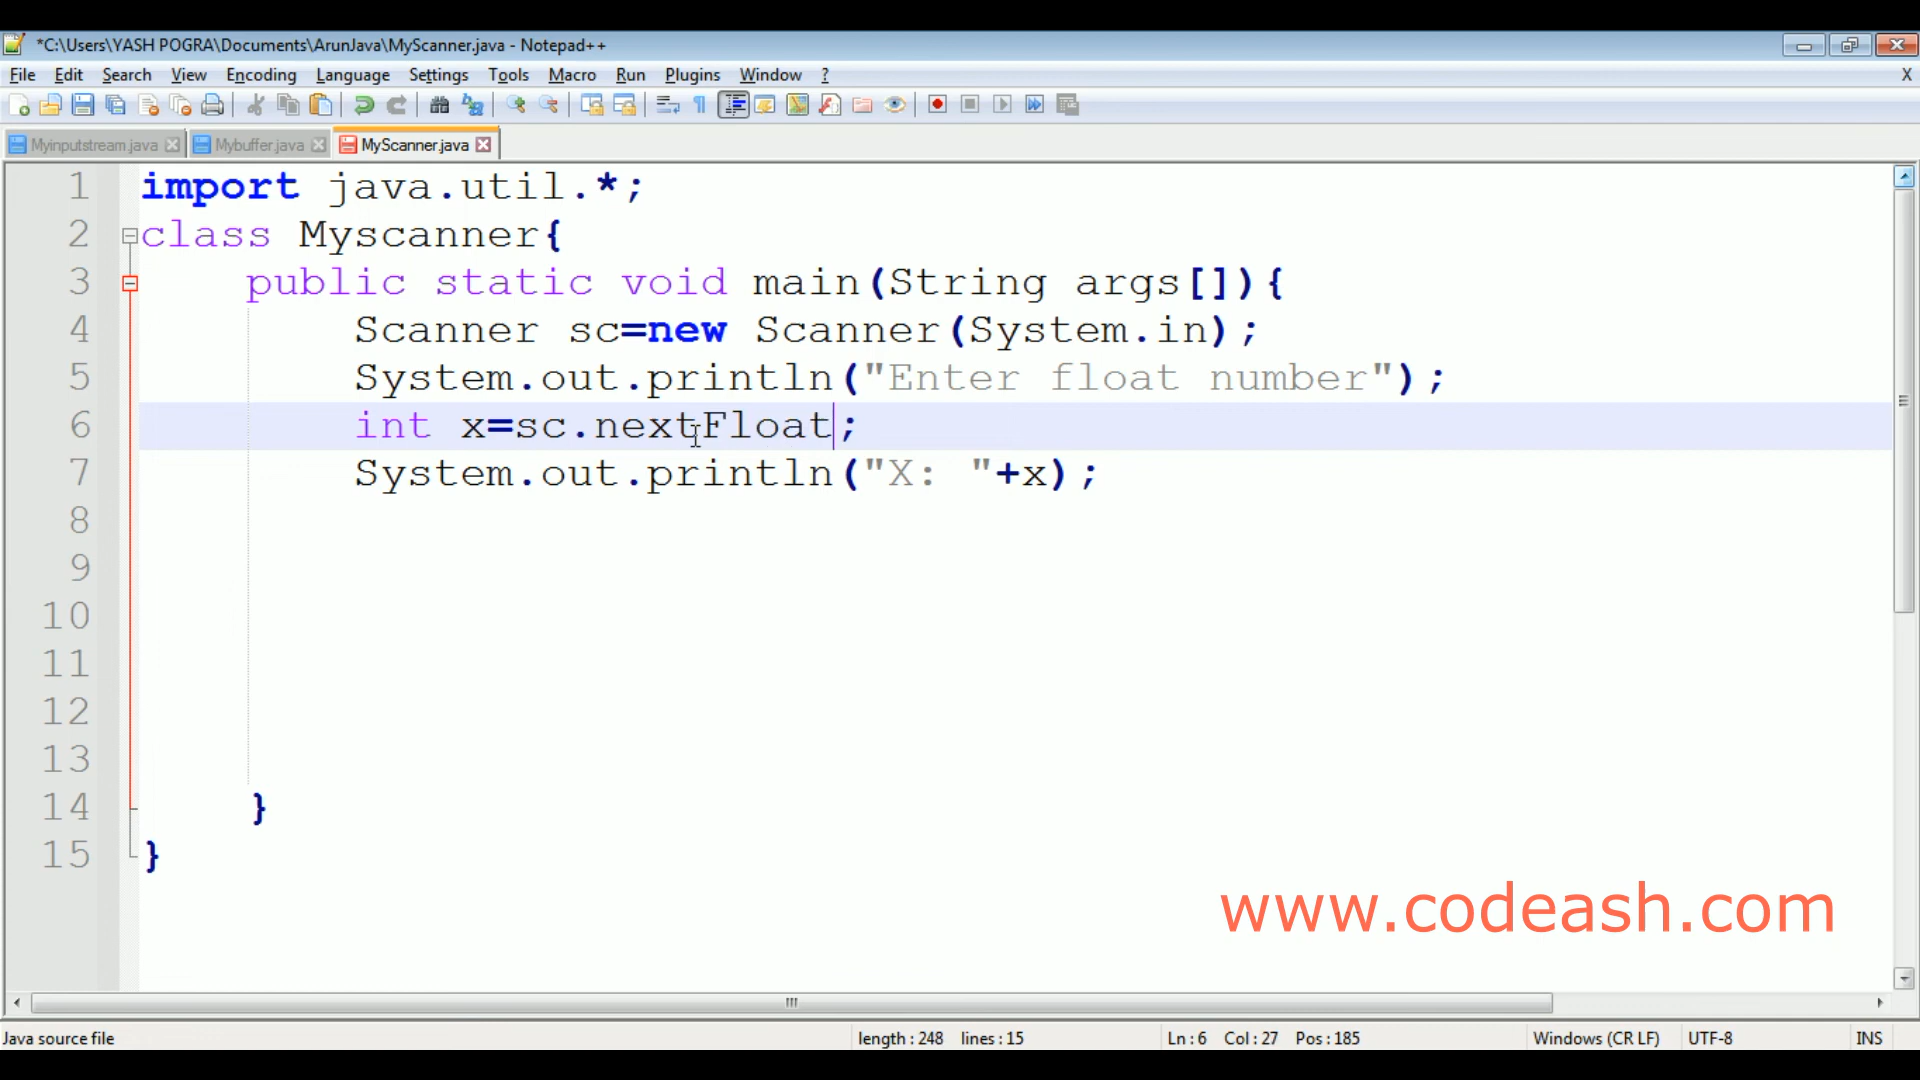 *C:\Users\YASH POGRA\Documents\ArunJava\MyScanner.java - Notepad++
File Edit Search View Encoding Language Settings Tools Macro Run Plugins Window ? X
Myinputstream.java Mybuffer.java MyScanner.java
1 import java.util.*;
2 class Myscanner{
3 public static void main(String args[]){
4 Scanner sc=new Scanner(System.in);
5 System.out.println("Enter float number");
6 int x=sc.nextFloat;
7 System.out.println("X: "+x);
8
9
10
11
12
13
14 }
15 }
www.codeash.com
Java source file length : 248 lines : 15 Ln : 6 Col : 27 Pos : 185 Windows (CR LF) UTF-8 INS